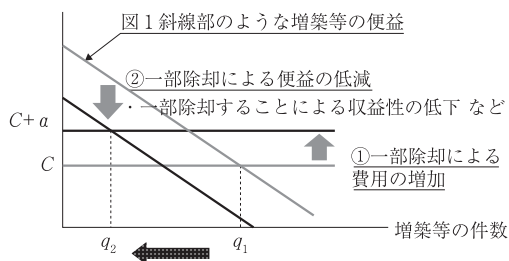 図1斜線部のような増築等の便益
②一部除却による便益の低減
・一部除却することによる収益性の低下 など
C+α
C
①一部除却による
費用の増加
増築等の件数
q2
q1